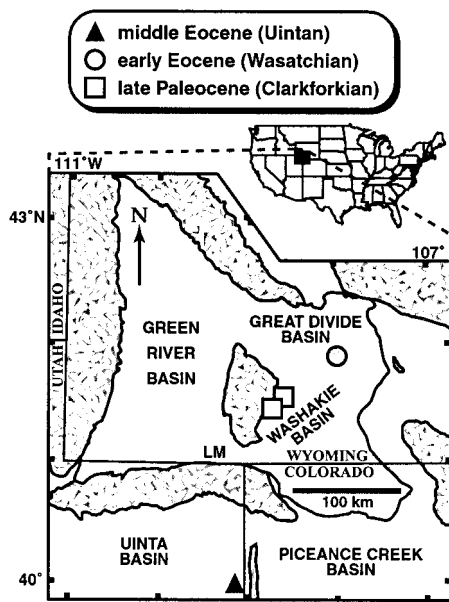 middle Eocene (Uintan)
early Eocene (Wasatchian)
late Paleocene (Clarkforkian)
111°W
43°N
N
107°
UTAH IDAHO
GREEN
RIVER
BASIN
GREAT DIVIDE
BASIN
WASHAKIE
BASIN
LM
WYOMING
COLORADO
100 km
UINTA
BASIN
PICEANCE CREEK
BASIN
40°